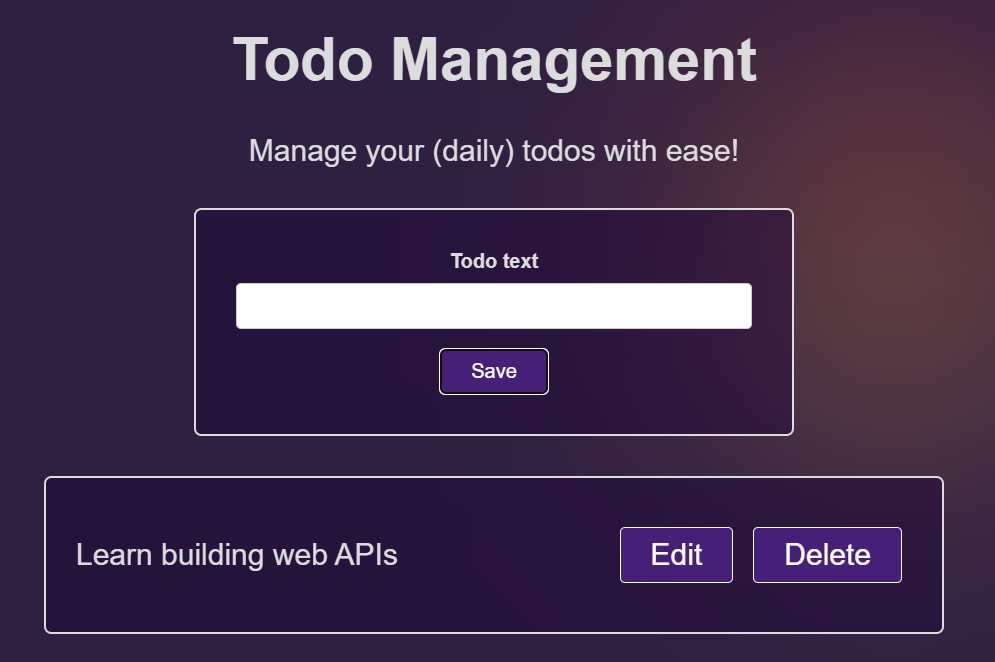 Todo Management
Manage your (daily) todos with ease!
Todo text
Save
Learn building web APIs
Edit
Delete